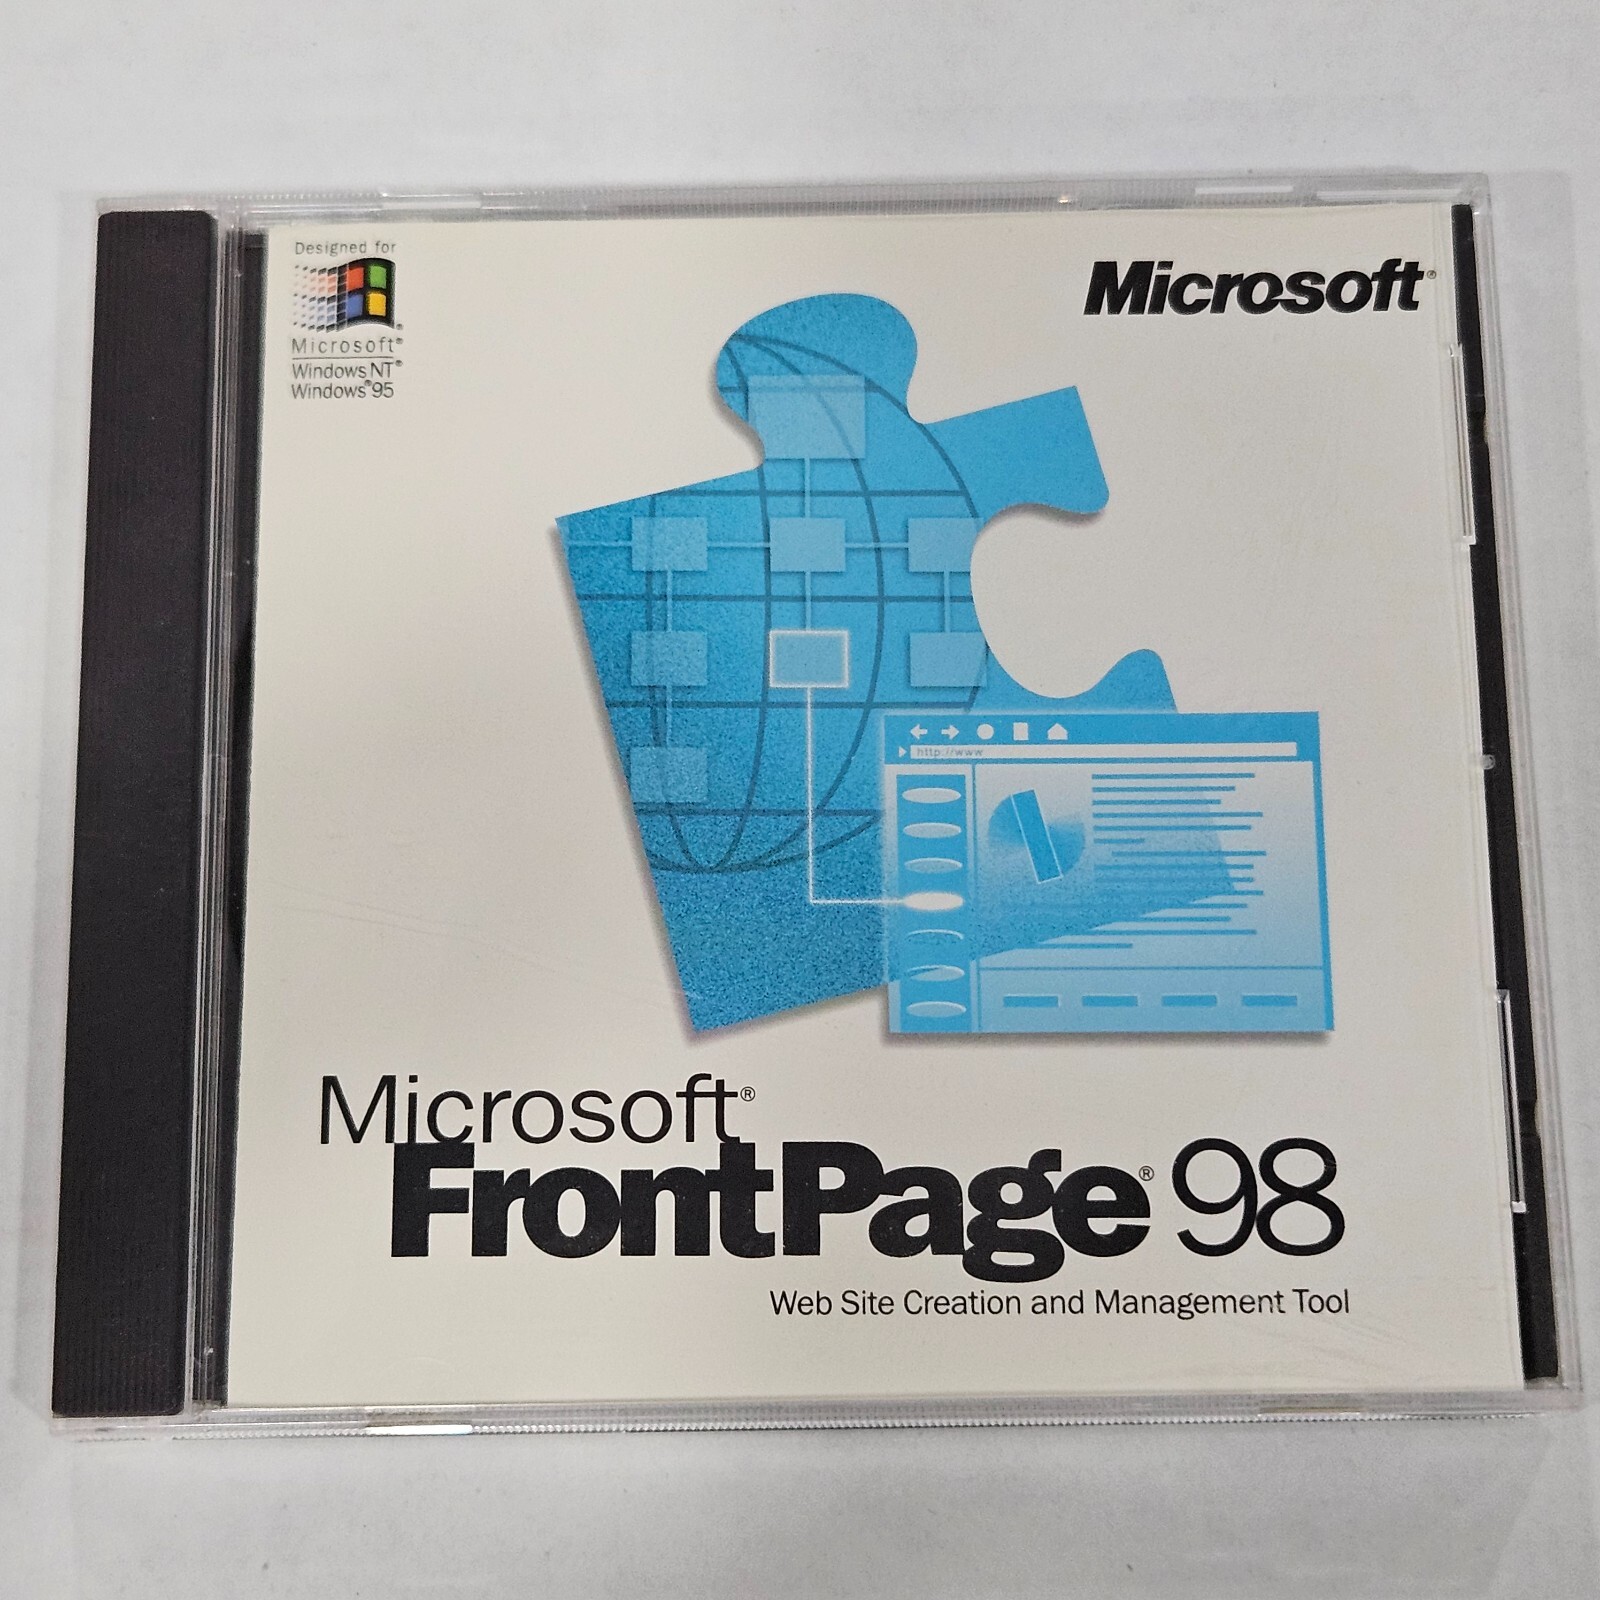 Designed for
Microsoft®
Windows NT®
Windows®95
Microsoft®
http://www
Microsoft®
FrontPage® 98
Web Site Creation and Management Tool